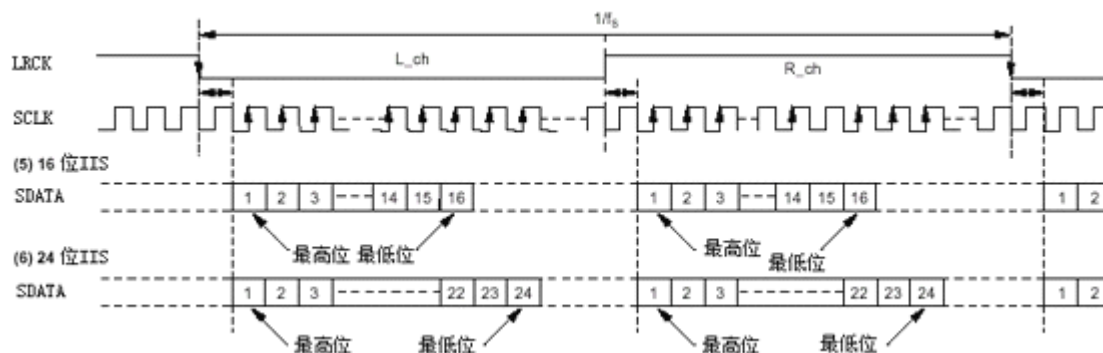 1/fs
LRCK L_ch R_ch
SCLK
(5) 16 位IIS
SDATA 1 2 3 14 15 16 1 2 3 14 15 16 1 2
最高位 最低位 最高位 最低位
(6) 24 位IIS
SDATA 1 2 3 22 23 24 1 2 3 22 23 24 1 2
最高位 最低位 最高位 最低位